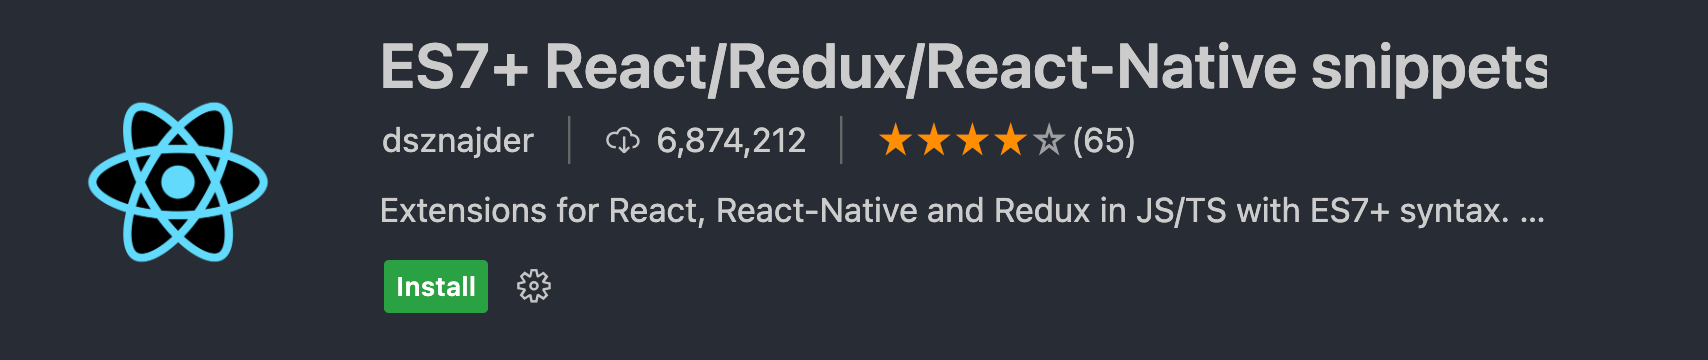 ES7+ React/Redux/React-Native snippets
dsznajder 6,874,212 (65)
Extensions for React, React-Native and Redux in JS/TS with ES7+ syntax. ...
Install